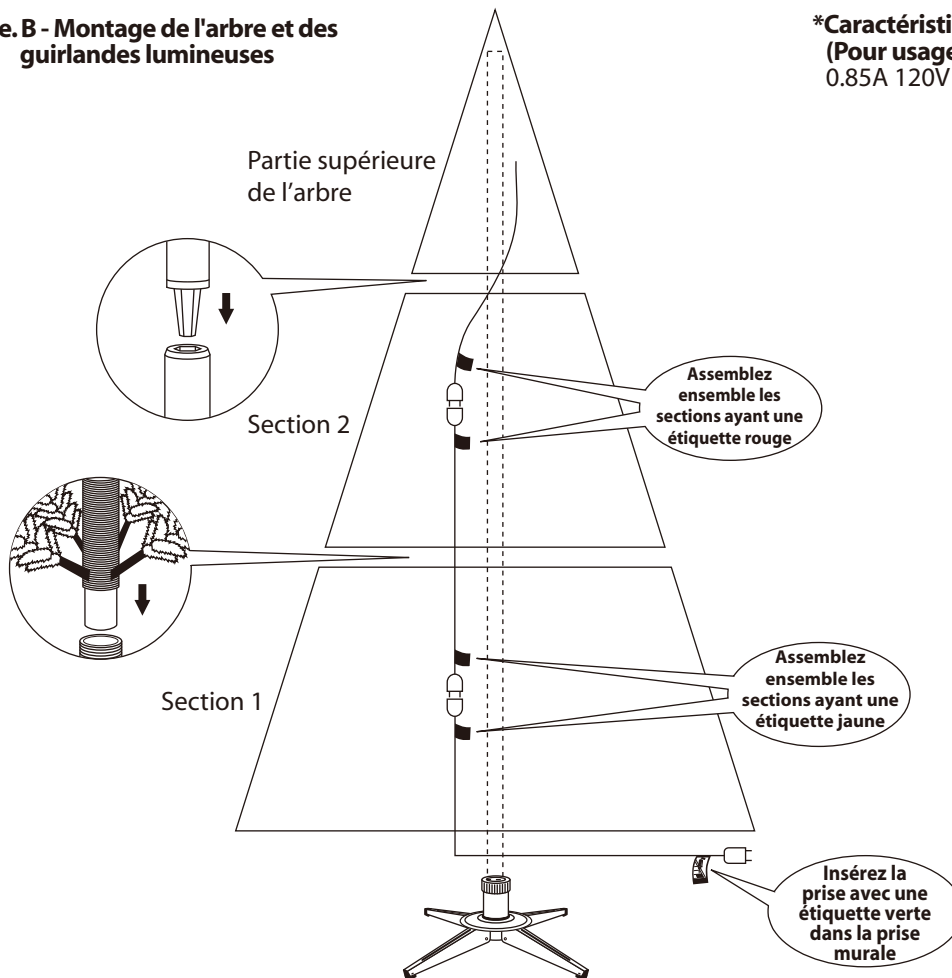 e. B - Montage de l'arbre et des
guirlandes lumineuses
*Caractéristi
(Pour usage
0.85A 120V
Partie supérieure
de l’arbre
Section 2
Assemblez
ensemble les
sections ayant une
étiquette rouge
Section 1
Assemblez
ensemble les
sections ayant une
étiquette jaune
Insérez la
prise avec une
étiquette verte
dans la prise
murale